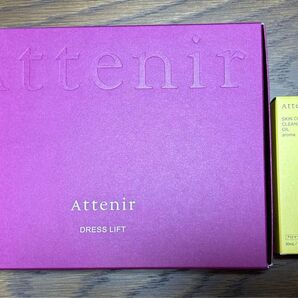 Attenir
Attenir
DRESS LIFT
Atte
SKIN C
CLEAN
OIL
aroma